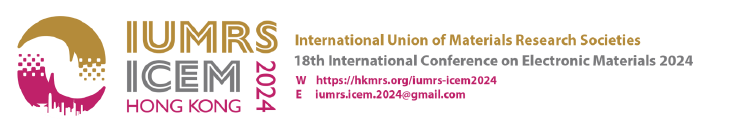 IUMRS
ICEM
HONG KONG
2024
International Union of Materials Research Societies
18th International Conference on Electronic Materials 2024
W https://hkmrs.org/iumrs-icem2024
E iumrs.icem.2024@gmail.com